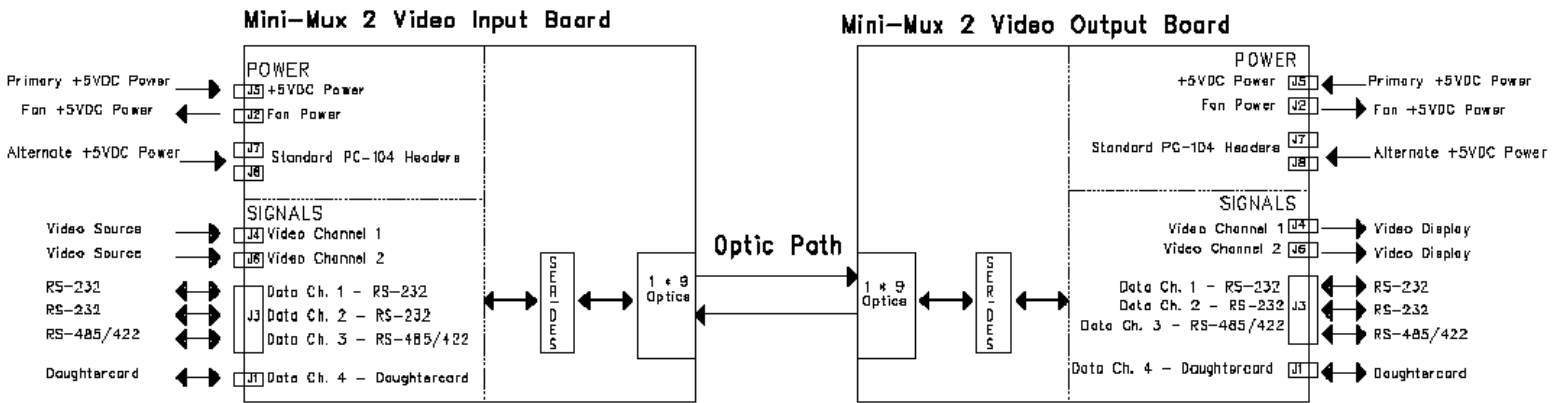 Mini-Mux 2 Video Input Board
Mini-Mux 2 Video Output Board
POWER
Primary +5VDC Power
J5
+5VDC Power
Fan +5VDC Power
J2
Fan Power
Alternate +5VDC Power
J7
J8
Standard PC-104 Headers
SIGNALS
Video Source
J4
Video Channel 1
Video Source
J6
Video Channel 2
RS-232
Data Ch. 1 - RS-232
RS-232
J3
Data Ch. 2 - RS-232
RS-485/422
Data Ch. 3 - RS-485/422
Daughtercard
J1
Data Ch. 4 - Daughtercard
SER-DES
1 * 9
Optics
Optic Path
1 * 9
Optics
SER-DES
POWER
+5VDC Power
J5
Primary +5VDC Power
Fan Power
J2
Fan +5VDC Power
Standard PC-104 Headers
J7
J8
Alternate +5VDC Power
SIGNALS
Video Channel 1
J4
Video Display
Video Channel 2
J6
Video Display
Data Ch. 1 - RS-232
RS-232
Data Ch. 2 - RS-232
J3
RS-232
Data Ch. 3 - RS-485/422
RS-485/422
Data Ch. 4 - Daughtercard
J1
Daughtercard